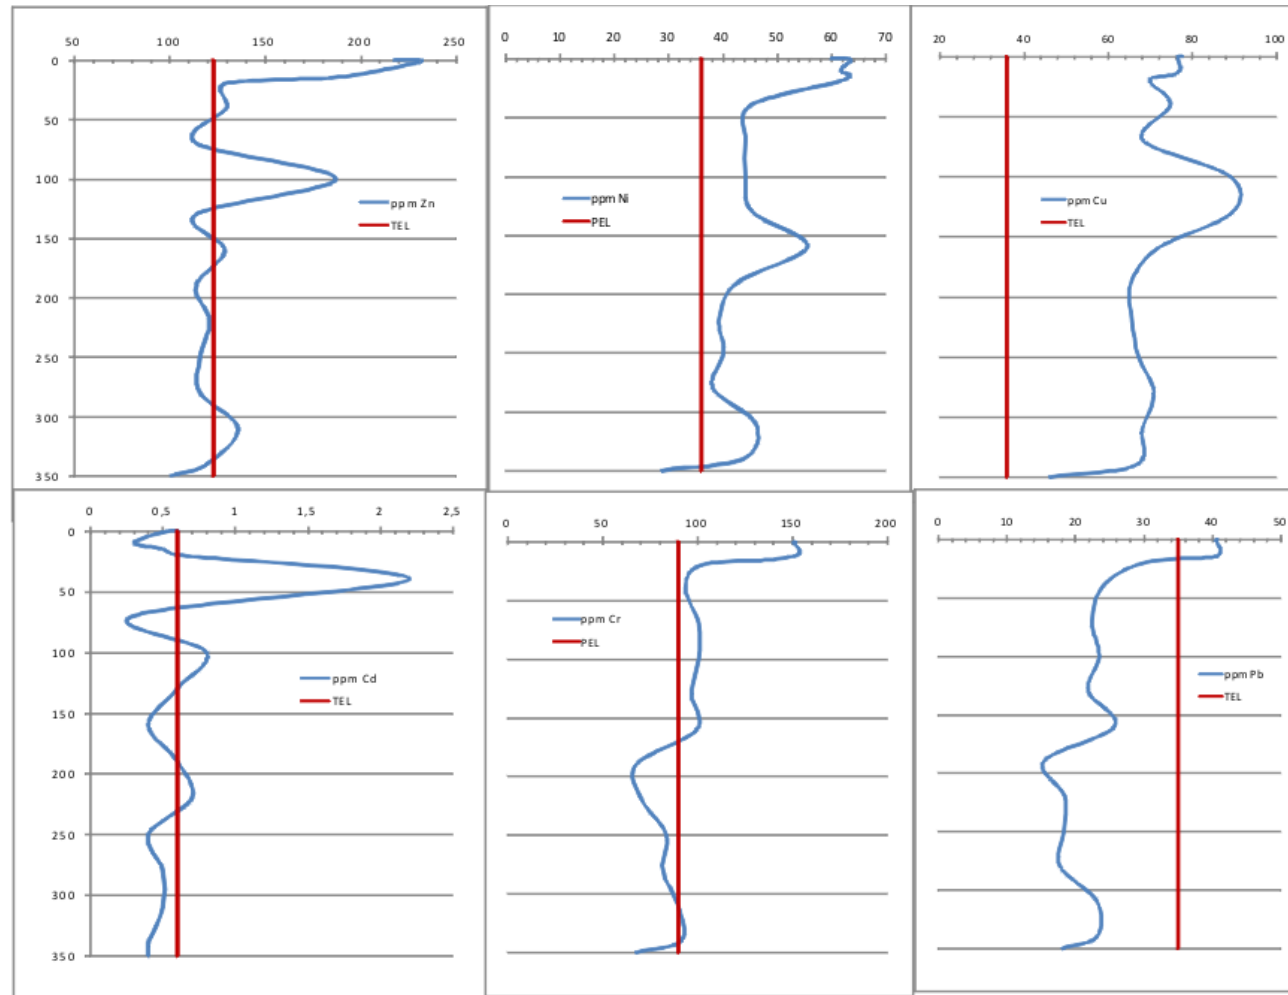 50 100 150 200 250
0
50
100
150
200
250
300
350
ppm Zn
TEL
0 10 20 30 40 50 60 70
ppm Ni
PEL
20 40 60 80 100
ppm Cu
TEL
0 0,5 1 1,5 2 2,5
0
50
100
150
200
250
300
350
ppm Cd
TEL
0 50 100 150 200
ppm Cr
PEL
0 10 20 30 40 50
ppm Pb
TEL